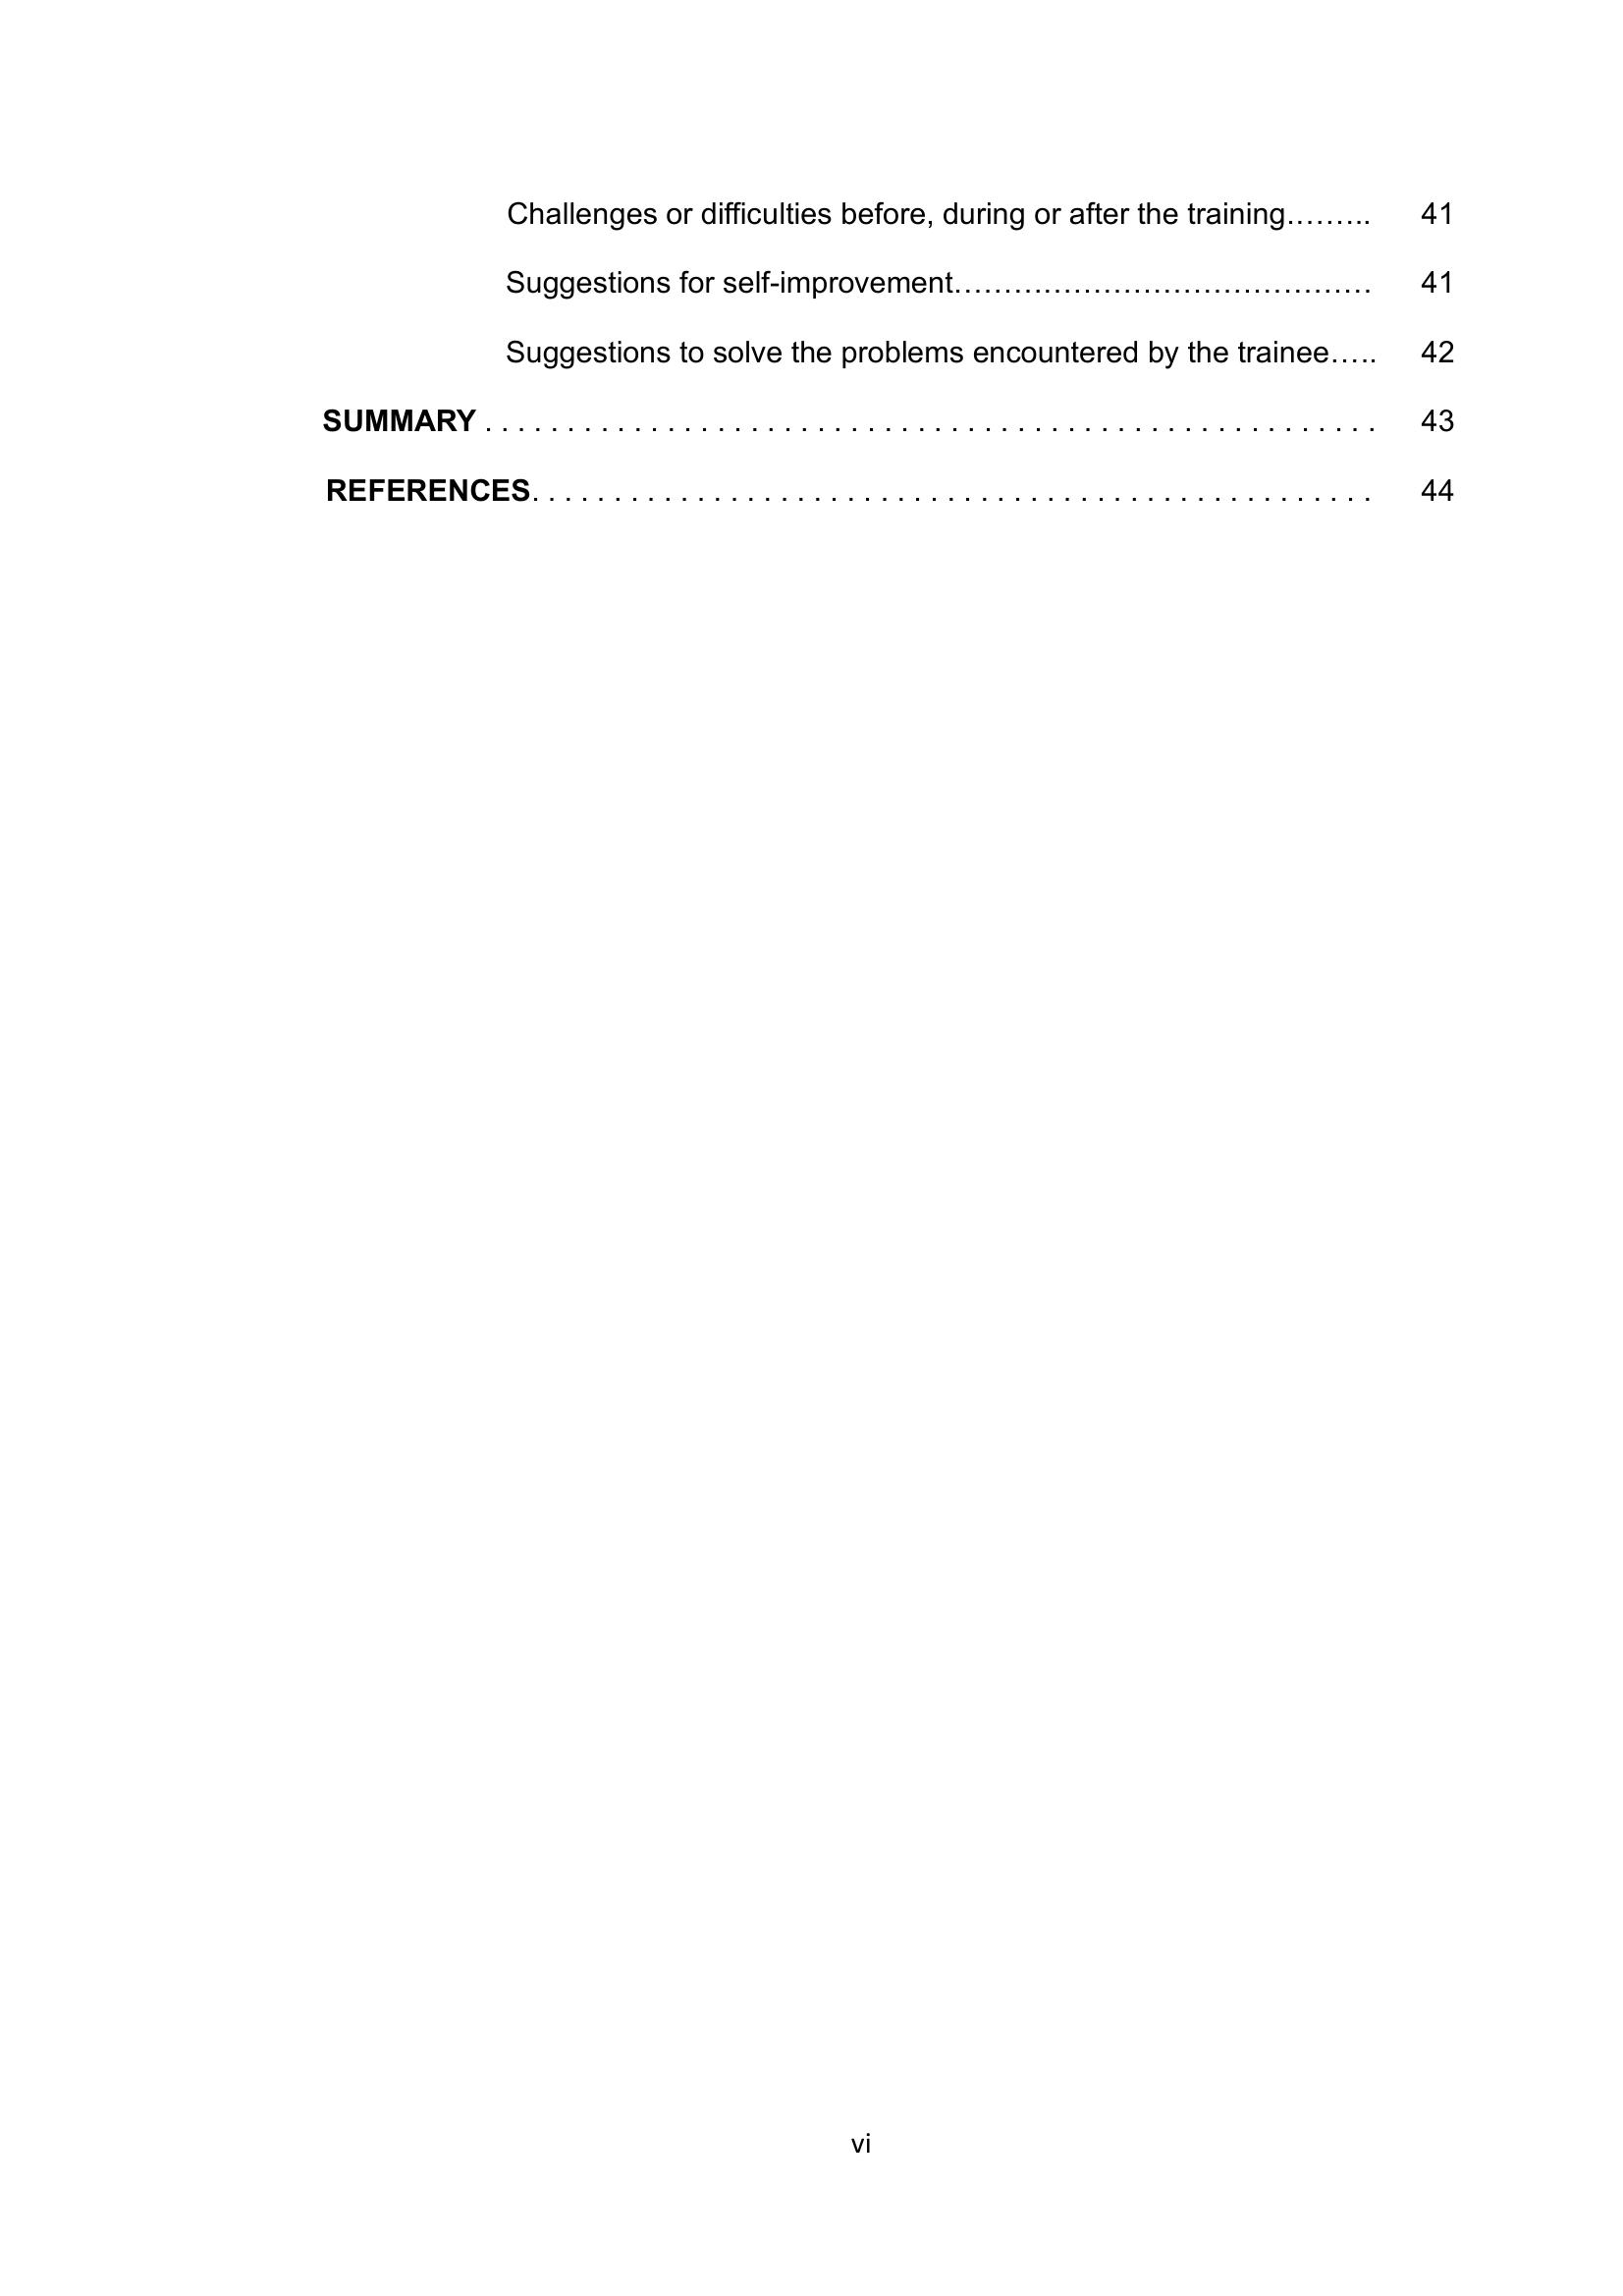 Challenges or difficulties before, during or after the training……... 41
Suggestions for self-improvement…………………………………… 41
Suggestions to solve the problems encountered by the trainee….. 42
SUMMARY . . . . . . . . . . . . . . . . . . . . . . . . . . . . . . . . . . . . . . . . . . . . . . . . . . . . . . 43
REFERENCES. . . . . . . . . . . . . . . . . . . . . . . . . . . . . . . . . . . . . . . . . . . . . . . . . . . 44
vi